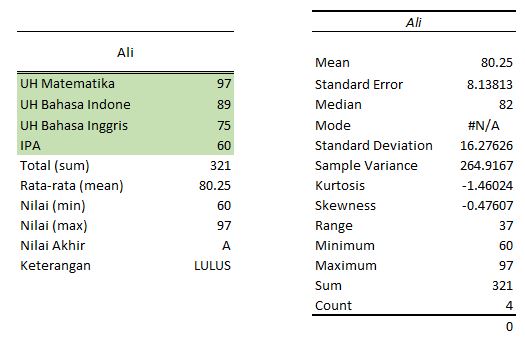 Ali
UH Matematika 97
UH Bahasa Indone 89
UH Bahasa Inggris 75
IPA 60
Total (sum) 321
Rata-rata (mean) 80.25
Nilai (min) 60
Nilai (max) 97
Nilai Akhir A
Keterangan LULUS
Ali
Mean 80.25
Standard Error 8.13813
Median 82
Mode #N/A
Standard Deviation 16.27626
Sample Variance 264.9167
Kurtosis -1.46024
Skewness -0.47607
Range 37
Minimum 60
Maximum 97
Sum 321
Count 4
0